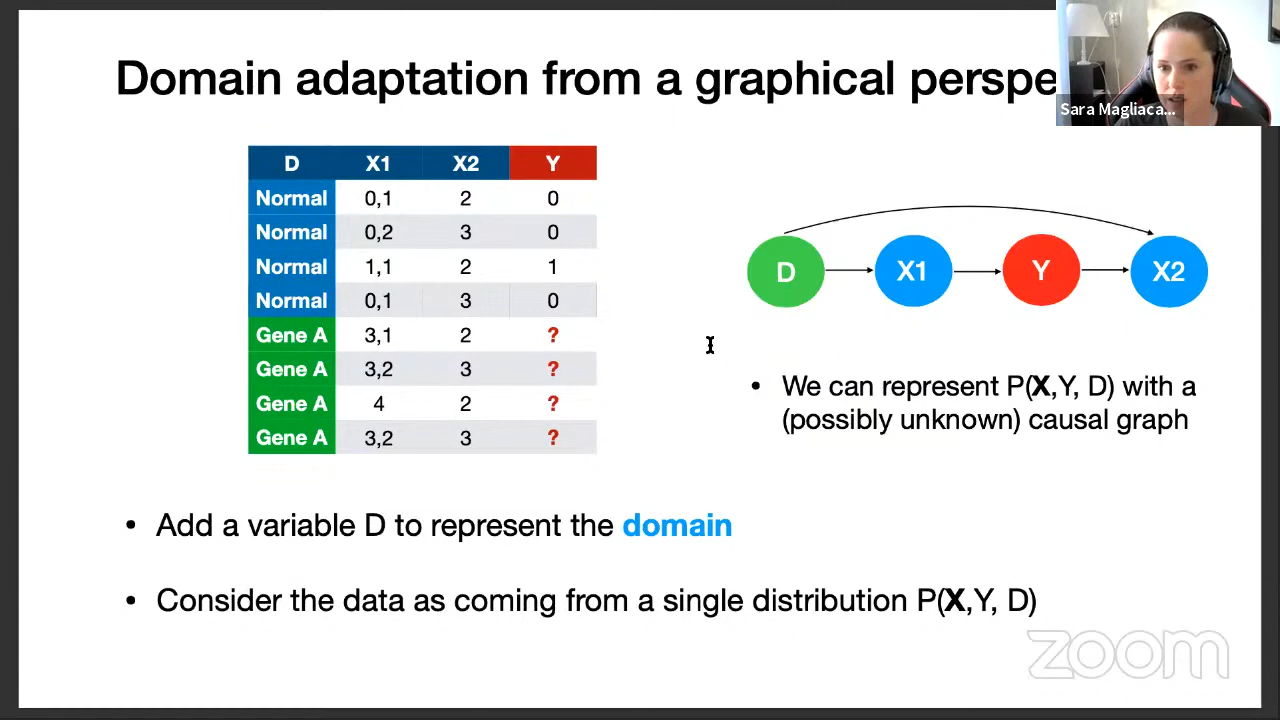 Domain adaptation from a graphical perspe
Sara Magliaca...
D X1 X2 Y
Normal 0,1 2 0
Normal 0,2 3 0
Normal 1,1 2 1
Normal 0,1 3 0
Gene A 3,1 2 ?
Gene A 3,2 3 ?
Gene A 4 2 ?
Gene A 3,2 3 ?
D X1 Y X2
• We can represent P(X,Y, D) with a
(possibly unknown) causal graph
• Add a variable D to represent the domain
• Consider the data as coming from a single distribution P(X,Y, D)
zoom